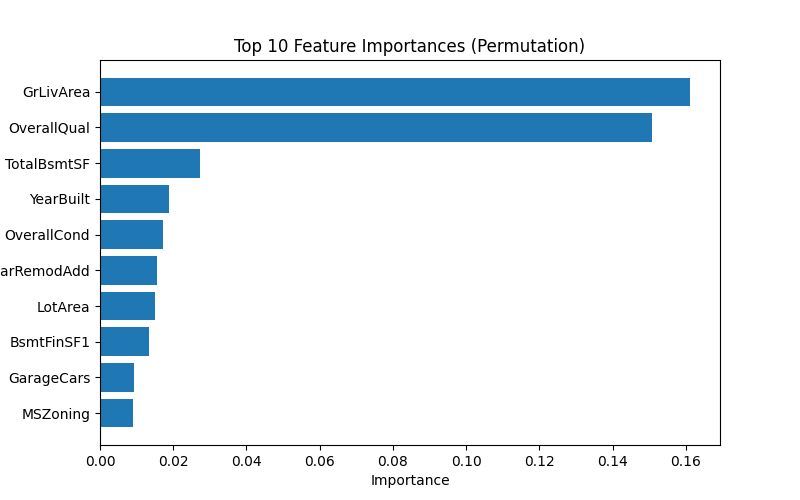 Top 10 Feature Importances (Permutation)
GrLivArea
OverallQual
TotalBsmtSF
YearBuilt
OverallCond
arRemodAdd
LotArea
BsmtFinSF1
GarageCars
MSZoning
0.00 0.02 0.04 0.06 0.08 0.10 0.12 0.14 0.16
Importance